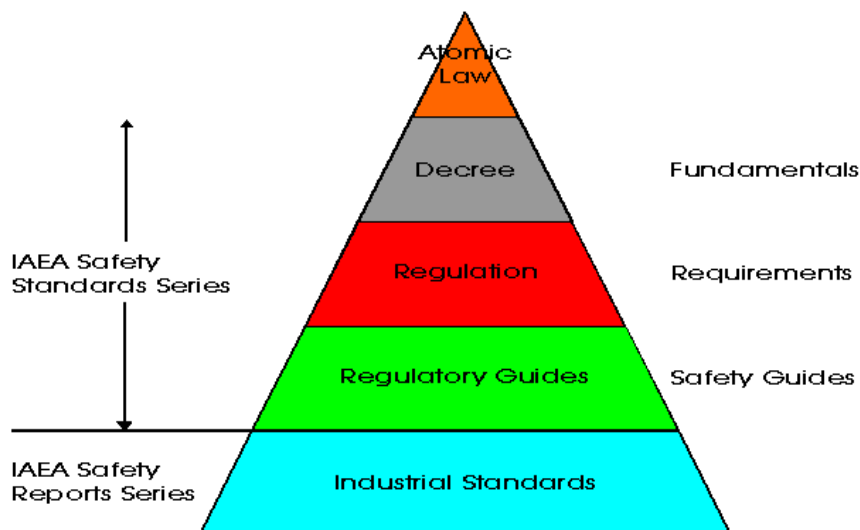 Atomic
Law
Decree
Fundamentals
IAEA Safety
Standards Series
Regulation
Requirements
Regulatory Guides
Safety Guides
IAEA Safety
Reports Series
Industrial Standards